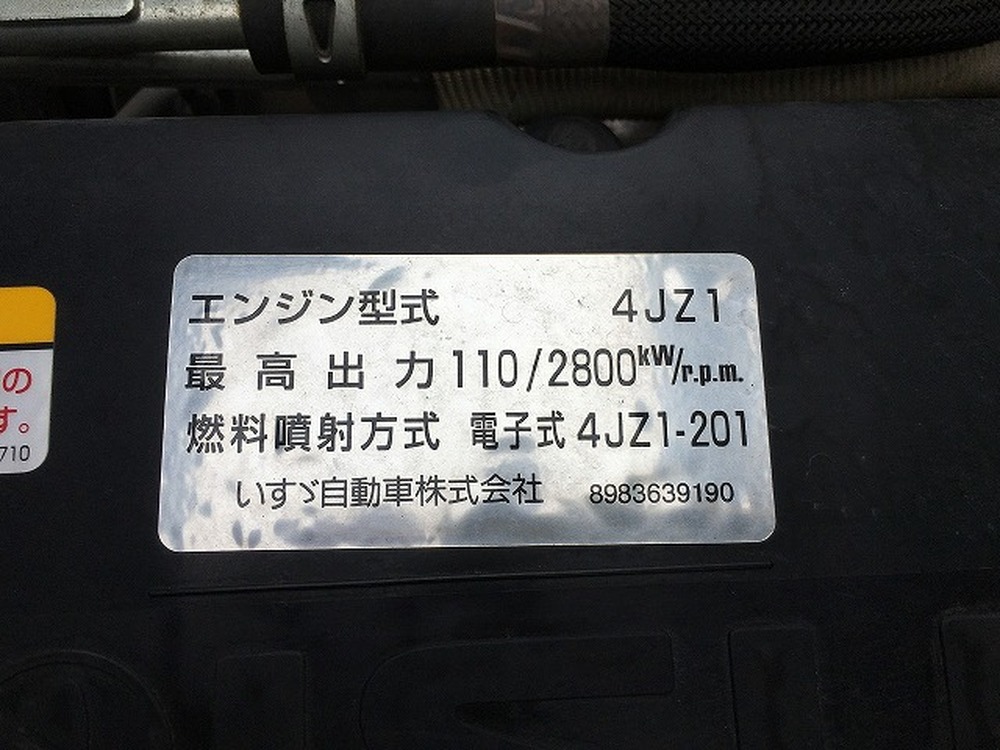 エンジン型式 4JZ1
最高出力 110/2800kW/r.p.m.
燃料噴射方式 電子式 4JZ1-201
いすゞ自動車株式会社 8983639190
の
す。
710